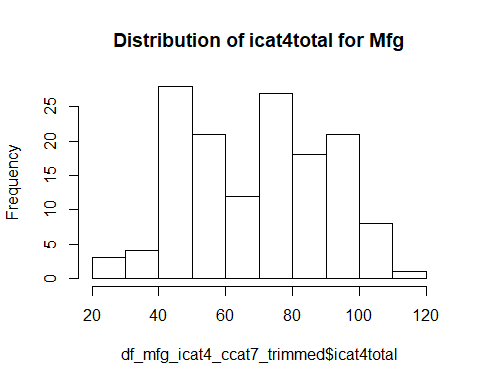 Distribution of icat4total for Mfg
Frequency
25
20
15
10
5
0
20 40 60 80 100 120
df_mfg_icat4_ccat7_trimmed$icat4total